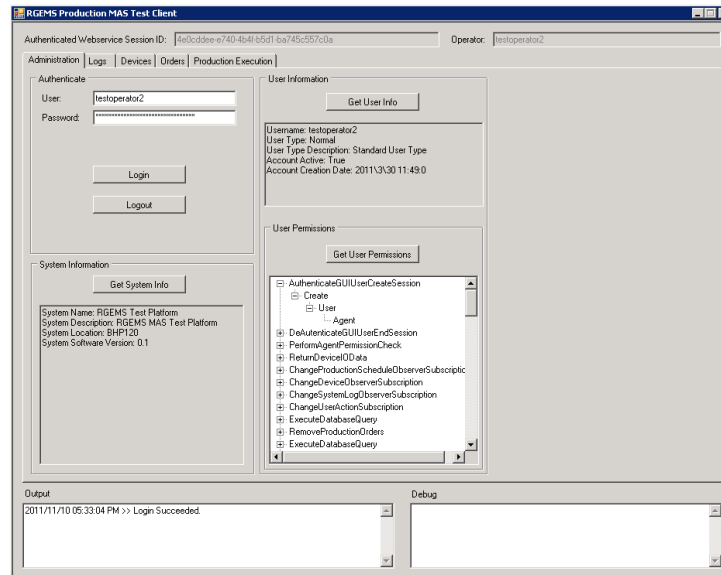 RGEMS Production MAS Test Client
Authenticated Webservice Session ID: 4e0cddee-e740-4b4f-b5d1-ba745c557c0a Operator: testoperator2
Administration Logs Devices Orders Production Execution
Authenticate
User: testoperator2
Password: ********************************
Login
Logout
System Information
Get System Info
System Name: RGEMS Test Platform
System Description: RGEMS MAS Test Platform
System Location: BHP120
System Software Version: 0.1
User Information
Get User Info
Username: testoperator2
User Type: Normal
User Type Description: Standard User Type
Account Active: True
Account Creation Date: 2011\3\30 11:49:0
User Permissions
Get User Permissions
AuthenticateGUIUserCreateSession
Create
User
Agent
DeAutenticateGUIUserEndSession
PerformAgentPermissionCheck
ReturnDeviceIOData
ChangeProductionScheduleObserverSubscriptic
ChangeDeviceObserverSubscription
ChangeSystemLogObserverSubscription
ChangeUserActionSubscription
ExecuteDatabaseQuery
RemoveProductionOrders
ExecuteDatabaseQuery
Output
2011/11/10 05:33:04 PM >> Login Succeeded.
Debug